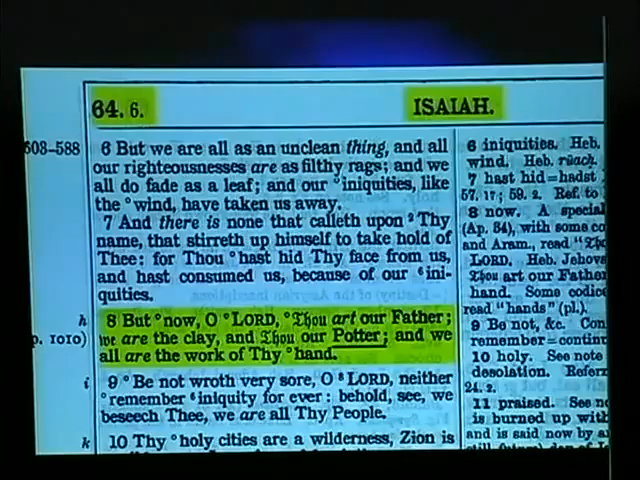 64. 6.
ISAIAH.
603-588
6 But we are all as an unclean thing, and all
our righteousnesses are as filthy rags; and we
all do fade as a leaf; and our °iniquities, like
the °wind, have taken us away.
7 And there is none that calleth upon ² Thy
name, that stirreth up himself to take hold of
Thee: for Thou °hast hid Thy face from us,
and hast consumed us, because of our ⁶ ini-
quities.
h
p. 1010)
8 But °now, O °LORD, °Thou art our Father;
we are the clay, and Thou our Potter; and we
all are the work of Thy °hand.
i
9 °Be not wroth very sore, O ⁸ LORD, neither
°remember ⁶ iniquity for ever: behold, see, we
beseech Thee, we are all Thy People.
k
10 Thy °holy cities are a wilderness, Zion is
6 iniquities. Heb.
wind. Heb. rūach.
7 hast hid=hadst
57. 17; 59. 2. Ref. to
8 now. A special
(Ap. 84), with some co
and Aram., read "Tho
LORD. Heb. Jehova
Thou art our Father
hand. Some codice
read "hands" (pl.).
9 Be not, &c. Con
remember=contin
10 holy. See note
desolation. Referr
24. 2.
11 praised. See n
is burned up with
and is said now by a